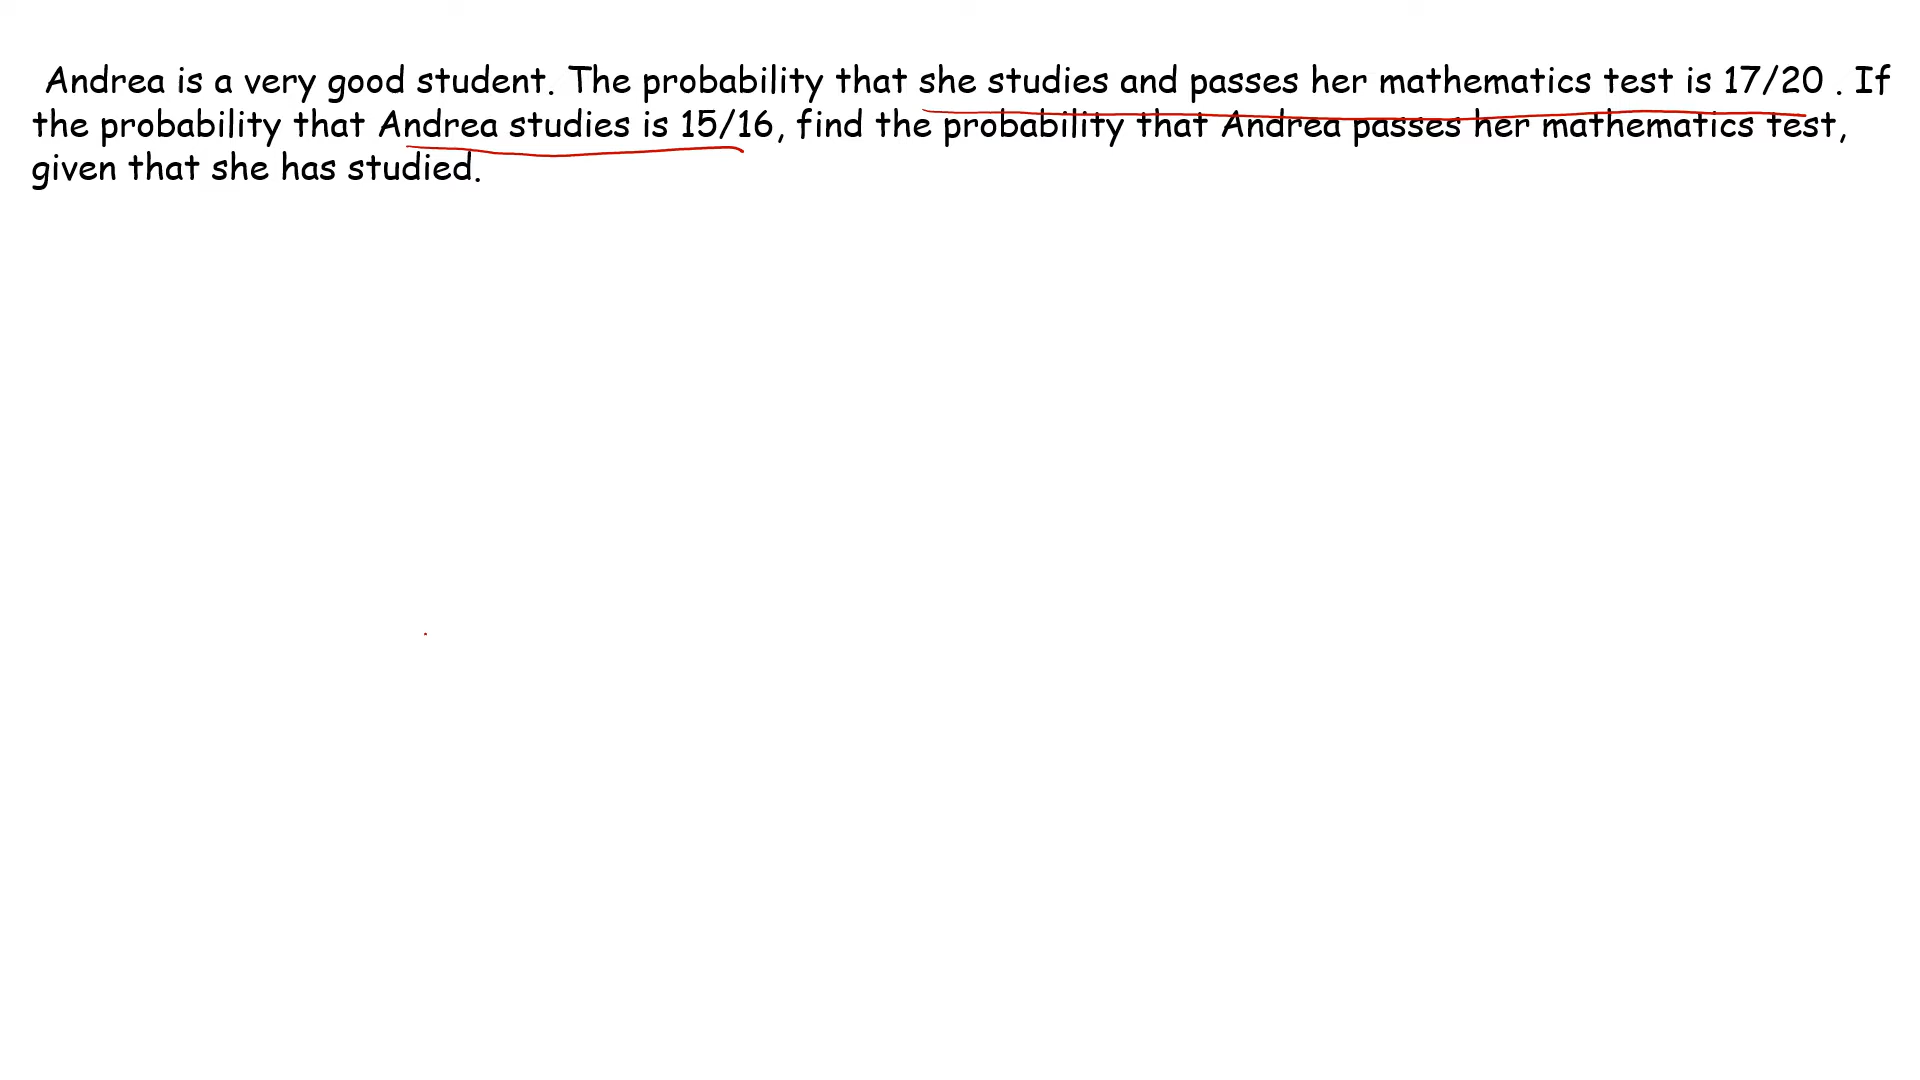 Andrea is a very good student. The probability that she studies and passes her mathematics test is 17/20 . If
the probability that Andrea studies is 15/16, find the probability that Andrea passes her mathematics test,
given that she has studied.